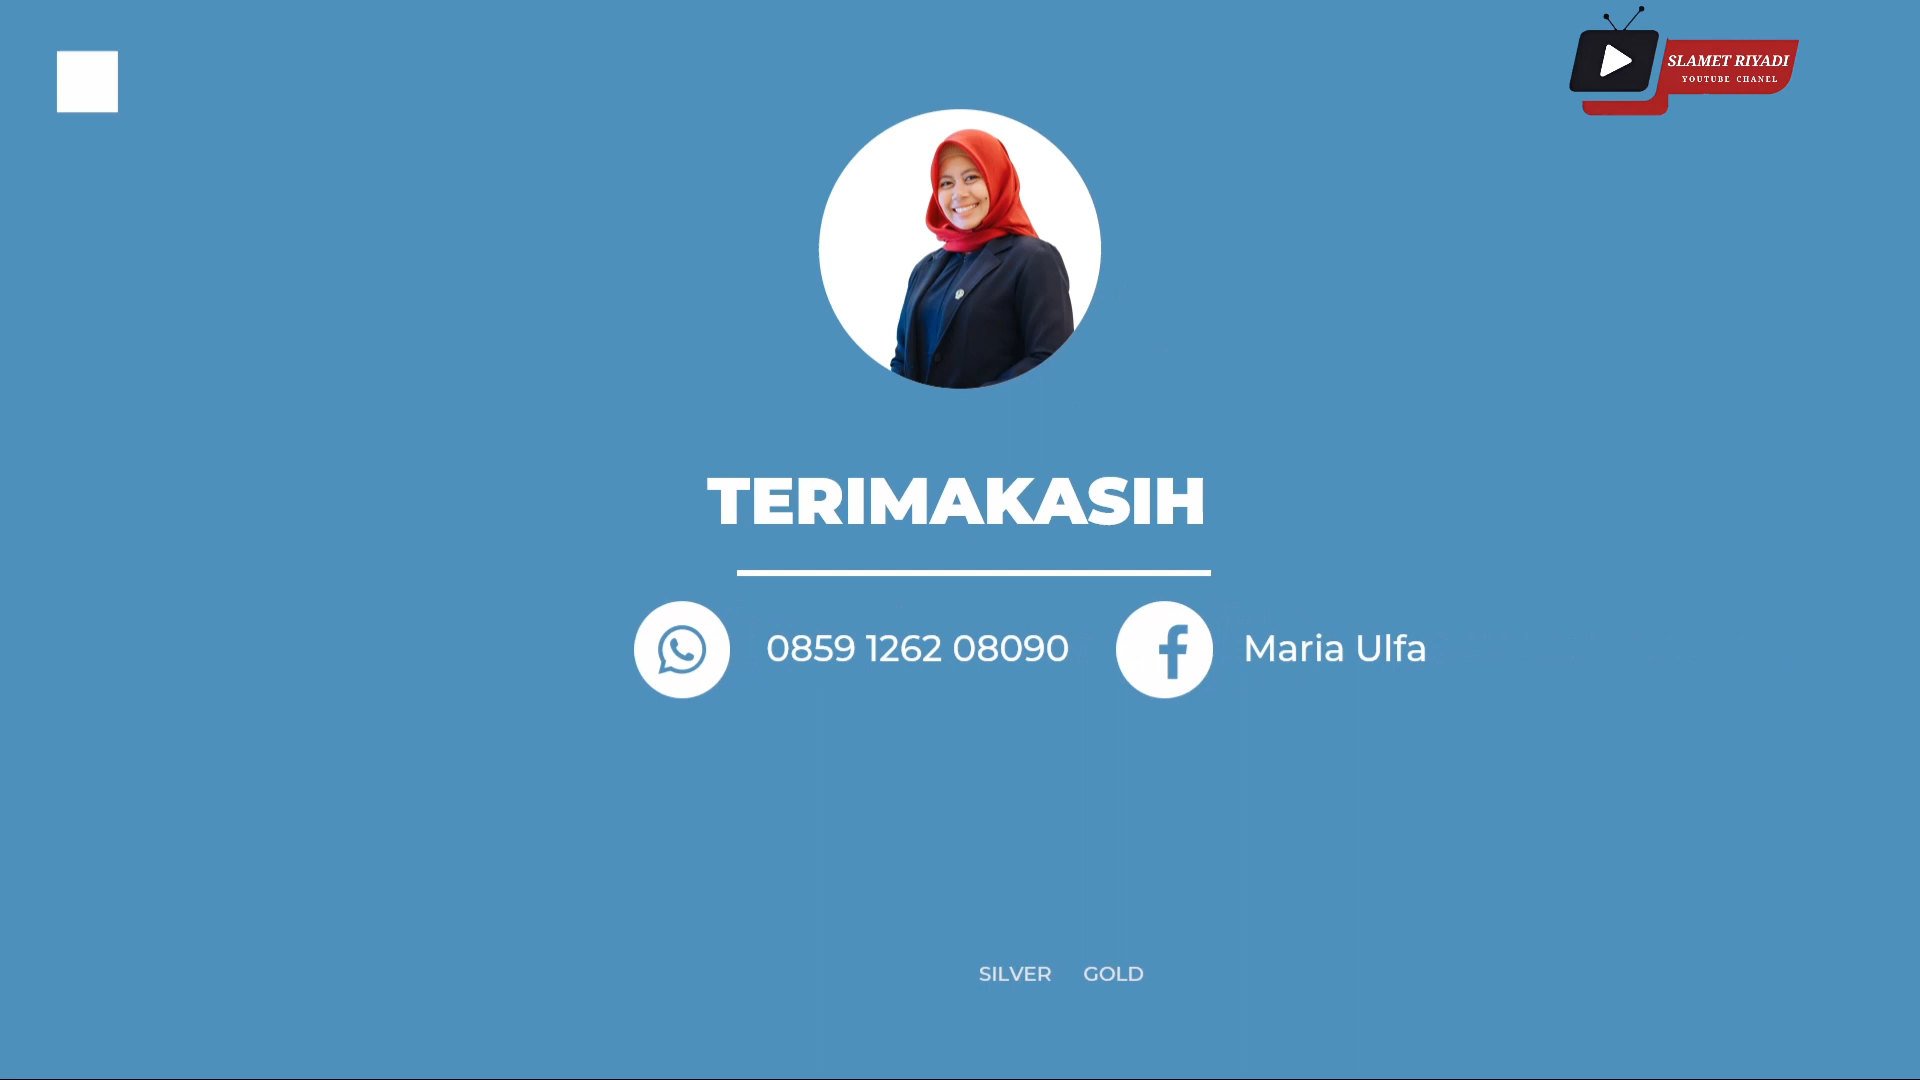 SLAMET RIYADI
YOUTUBE CHANEL
TERIMAKASIH
0859 1262 08090
Maria Ulfa
SILVER GOLD